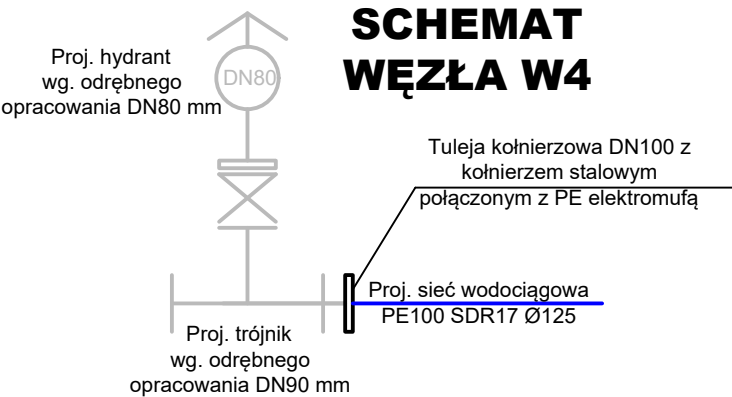 SCHEMAT
WĘZŁA W4
Proj. hydrant
wg. odrębnego
opracowania DN80 mm
DN80
Tuleja kołnierzowa DN100 z
kołnierzem stalowym
połączonym z PE elektromufą
Proj. sieć wodociągowa
PE100 SDR17 Ø125
Proj. trójnik
wg. odrębnego
opracowania DN90 mm